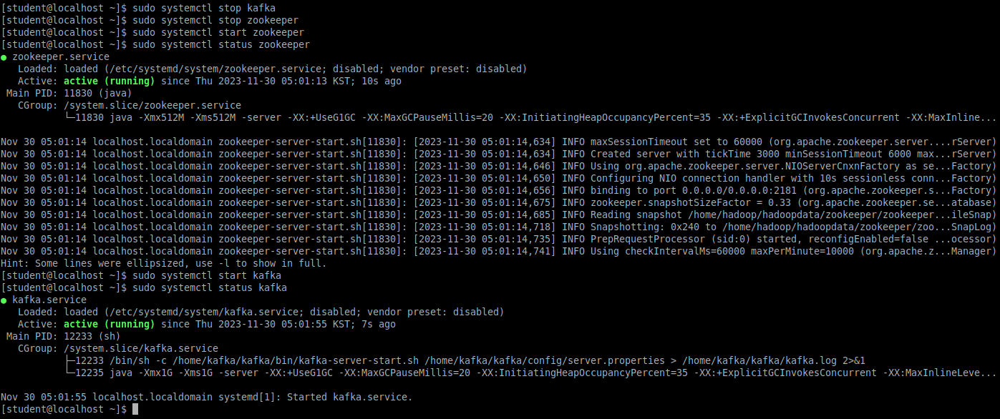 [student@localhost ~]$ sudo systemctl stop kafka
[student@localhost ~]$ sudo systemctl stop zookeeper
[student@localhost ~]$ sudo systemctl start zookeeper
[student@localhost ~]$ sudo systemctl status zookeeper
● zookeeper.service
   Loaded: loaded (/etc/systemd/system/zookeeper.service; disabled; vendor preset: disabled)
   Active: active (running) since Thu 2023-11-30 05:01:13 KST; 10s ago
 Main PID: 11830 (java)
   CGroup: /system.slice/zookeeper.service
           └─11830 java -Xmx512M -Xms512M -server -XX:+UseG1GC -XX:MaxGCPauseMillis=20 -XX:InitiatingHeapOccupancyPercent=35 -XX:+ExplicitGCInvokesConcurrent -XX:MaxInline...

Nov 30 05:01:14 localhost.localdomain zookeeper-server-start.sh[11830]: [2023-11-30 05:01:14,634] INFO maxSessionTimeout set to 60000 (org.apache.zookeeper.server....rServer)
Nov 30 05:01:14 localhost.localdomain zookeeper-server-start.sh[11830]: [2023-11-30 05:01:14,634] INFO Created server with tickTime 3000 minSessionTimeout 6000 max...rServer)
Nov 30 05:01:14 localhost.localdomain zookeeper-server-start.sh[11830]: [2023-11-30 05:01:14,646] INFO Using org.apache.zookeeper.server.NIOServerCnxnFactory as se...Factory)
Nov 30 05:01:14 localhost.localdomain zookeeper-server-start.sh[11830]: [2023-11-30 05:01:14,650] INFO Configuring NIO connection handler with 10s sessionless conn...Factory)
Nov 30 05:01:14 localhost.localdomain zookeeper-server-start.sh[11830]: [2023-11-30 05:01:14,656] INFO binding to port 0.0.0.0/0.0.0.0:2181 (org.apache.zookeeper.s...Factory)
Nov 30 05:01:14 localhost.localdomain zookeeper-server-start.sh[11830]: [2023-11-30 05:01:14,675] INFO zookeeper.snapshotSizeFactor = 0.33 (org.apache.zookeeper.se...atabase)
Nov 30 05:01:14 localhost.localdomain zookeeper-server-start.sh[11830]: [2023-11-30 05:01:14,685] INFO Reading snapshot /home/hadoop/hadoopdata/zookeeper/zookeeper...ileSnap)
Nov 30 05:01:14 localhost.localdomain zookeeper-server-start.sh[11830]: [2023-11-30 05:01:14,718] INFO Snapshotting: 0x240 to /home/hadoop/hadoopdata/zookeeper/zoo...SnapLog)
Nov 30 05:01:14 localhost.localdomain zookeeper-server-start.sh[11830]: [2023-11-30 05:01:14,735] INFO PrepRequestProcessor (sid:0) started, reconfigEnabled=false ...ocessor)
Nov 30 05:01:14 localhost.localdomain zookeeper-server-start.sh[11830]: [2023-11-30 05:01:14,741] INFO Using checkIntervalMs=60000 maxPerMinute=10000 (org.apache.z...Manager)
Hint: Some lines were ellipsized, use -l to show in full.
[student@localhost ~]$ sudo systemctl start kafka
[student@localhost ~]$ sudo systemctl status kafka
● kafka.service
   Loaded: loaded (/etc/systemd/system/kafka.service; disabled; vendor preset: disabled)
   Active: active (running) since Thu 2023-11-30 05:01:55 KST; 7s ago
 Main PID: 12233 (sh)
   CGroup: /system.slice/kafka.service
           ├─12233 /bin/sh -c /home/kafka/kafka/bin/kafka-server-start.sh /home/kafka/kafka/config/server.properties > /home/kafka/kafka/kafka.log 2>&1
           └─12235 java -Xmx1G -Xms1G -server -XX:+UseG1GC -XX:MaxGCPauseMillis=20 -XX:InitiatingHeapOccupancyPercent=35 -XX:+ExplicitGCInvokesConcurrent -XX:MaxInlineLeve...

Nov 30 05:01:55 localhost.localdomain systemd[1]: Started kafka.service.
[student@localhost ~]$